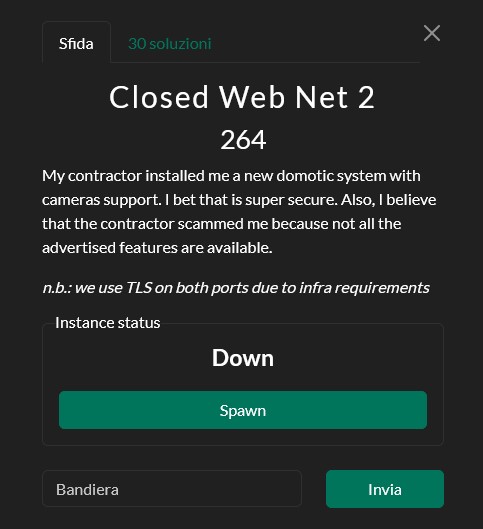 Sfida
30 soluzioni
Closed Web Net 2
264
My contractor installed me a new domotic system with
cameras support. I bet that is super secure. Also, I believe
that the contractor scammed me because not all the
advertised features are available.
n.b.: we use TLS on both ports due to infra requirements
Instance status
Down
Spawn
Bandiera
Invia